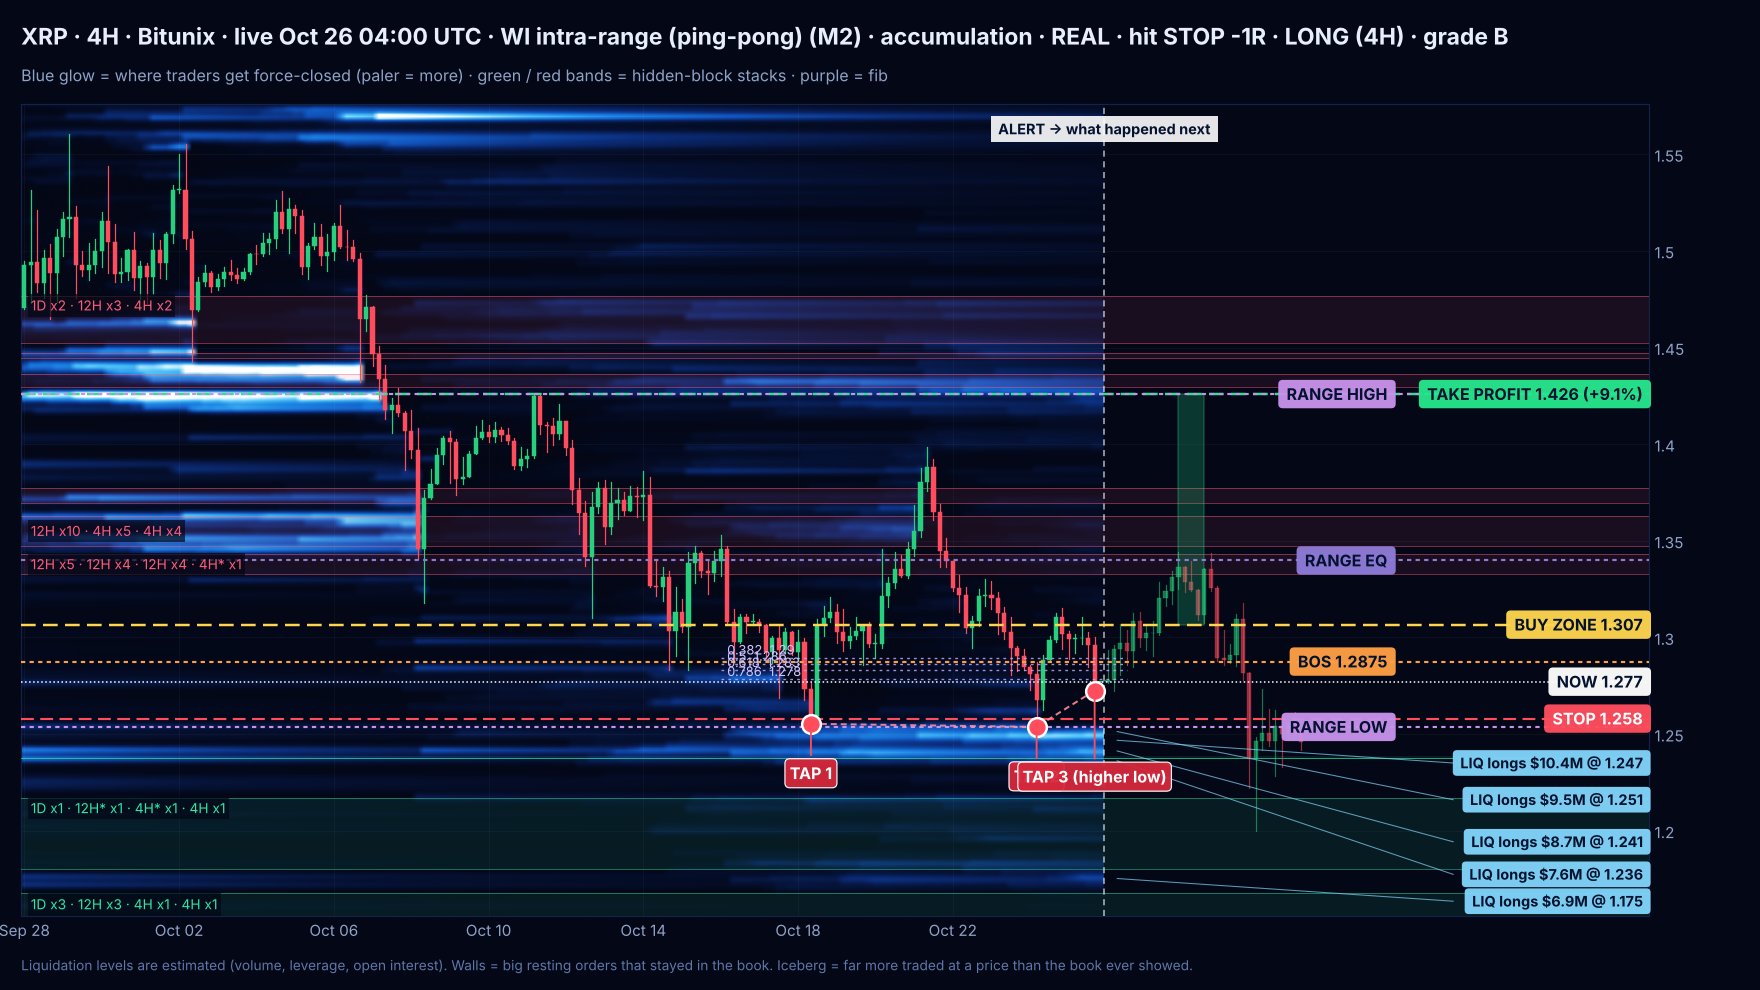 XRP · 4H · Bitunix · live Oct 26 04:00 UTC · WI intra-range (ping-pong) (M2) · accumulation · REAL · hit STOP -1R · LONG (4H) · grade B
Blue glow = where traders get force-closed (paler = more) · green / red bands = hidden-block stacks · purple = fib
ALERT → what happened next
1.55
1.5
1D x2 · 12H x3 · 4H x2
1.45
RANGE HIGH
TAKE PROFIT 1.426 (+9.1%)
1.4
12H x10 · 4H x5 · 4H x4
1.35
12H x5 · 12H x4 · 12H x4 · 4H* x1
RANGE EQ
BUY ZONE 1.307
1.3
0.382 1.29
BOS 1.2875
0.786 1.278
NOW 1.277
STOP 1.258
RANGE LOW
1.25
LIQ longs $10.4M @ 1.247
TAP 1
TAP 3 (higher low)
LIQ longs $9.5M @ 1.251
1D x1 · 12H* x1 · 4H* x1 · 4H x1
1.2
LIQ longs $8.7M @ 1.241
LIQ longs $7.6M @ 1.236
LIQ longs $6.9M @ 1.175
1D x3 · 12H x3 · 4H x1 · 4H x1
Sep 28
Oct 02
Oct 06
Oct 10
Oct 14
Oct 18
Oct 22
Liquidation levels are estimated (volume, leverage, open interest). Walls = big resting orders that stayed in the book. Iceberg = far more traded at a price than the book ever showed.